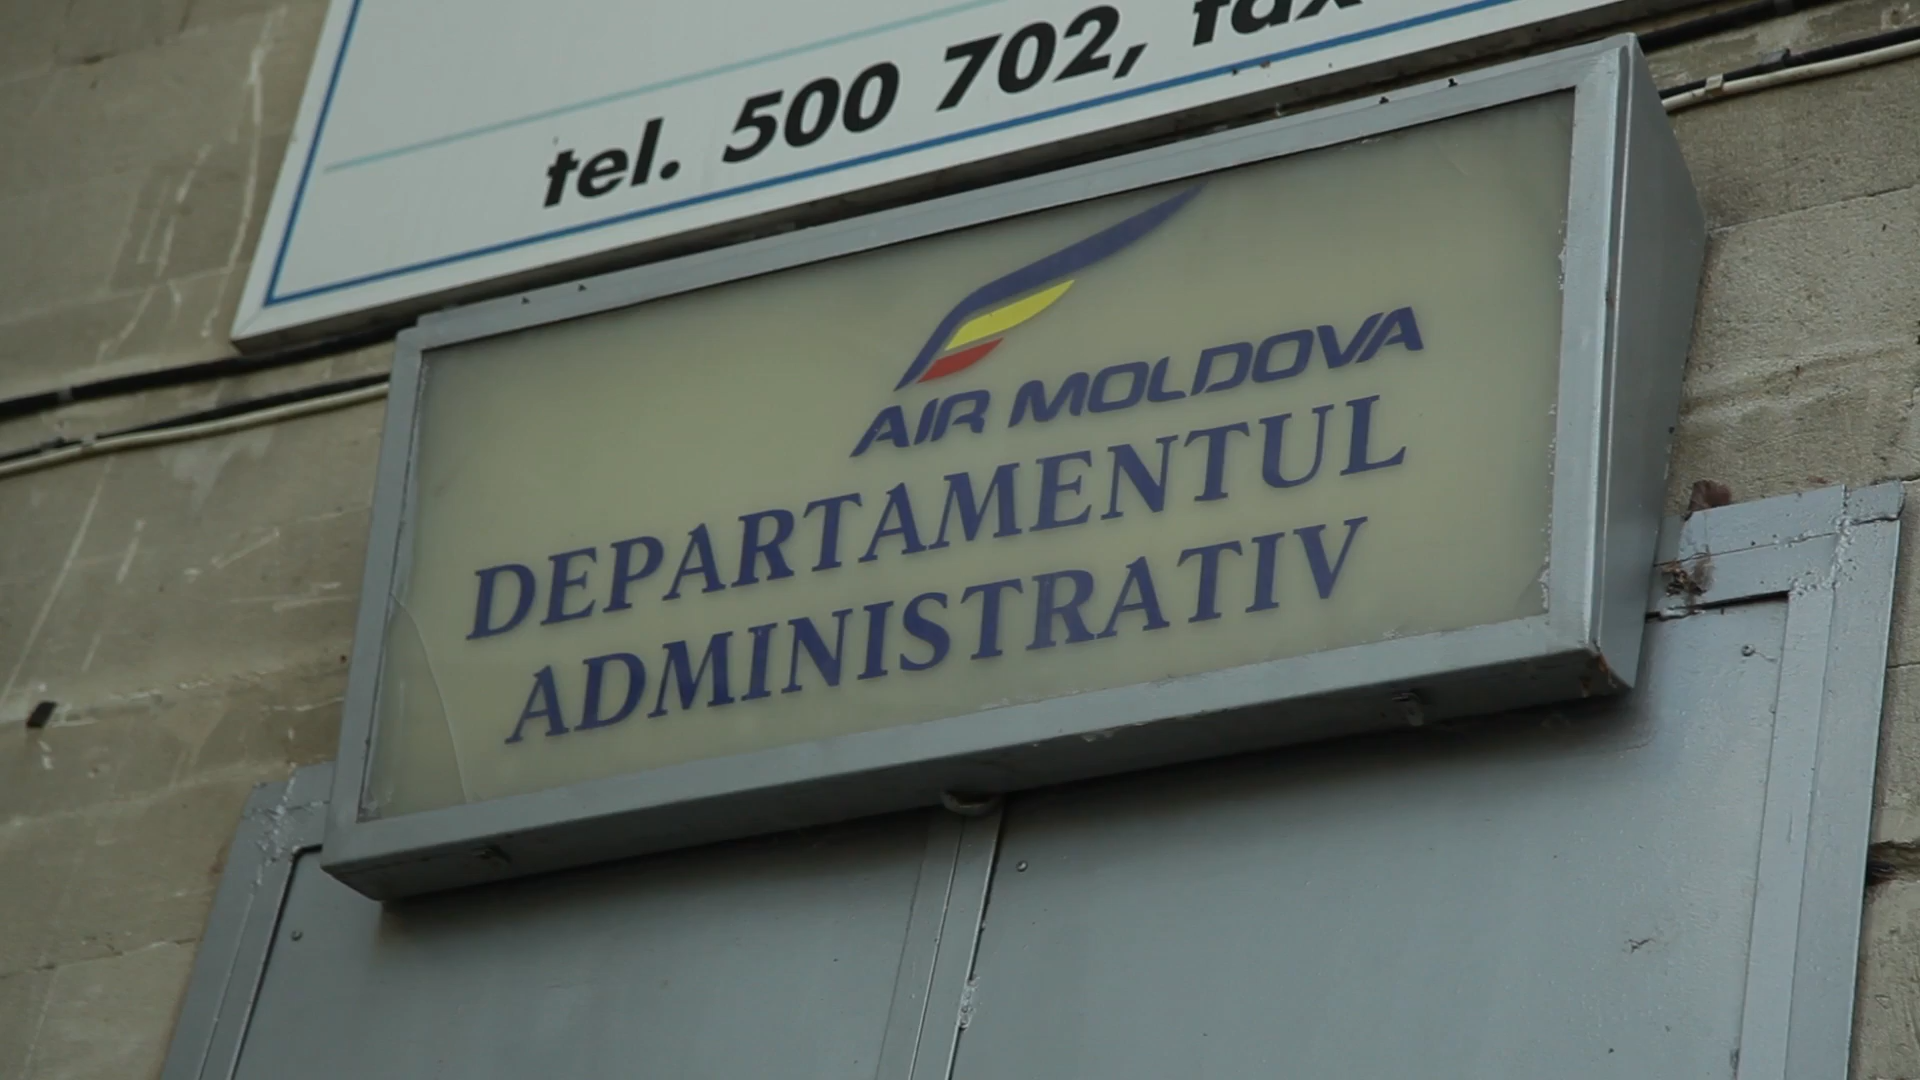 tel. 500 702, fax
AIR MOLDOVA
DEPARTAMENTUL
ADMINISTRATIV